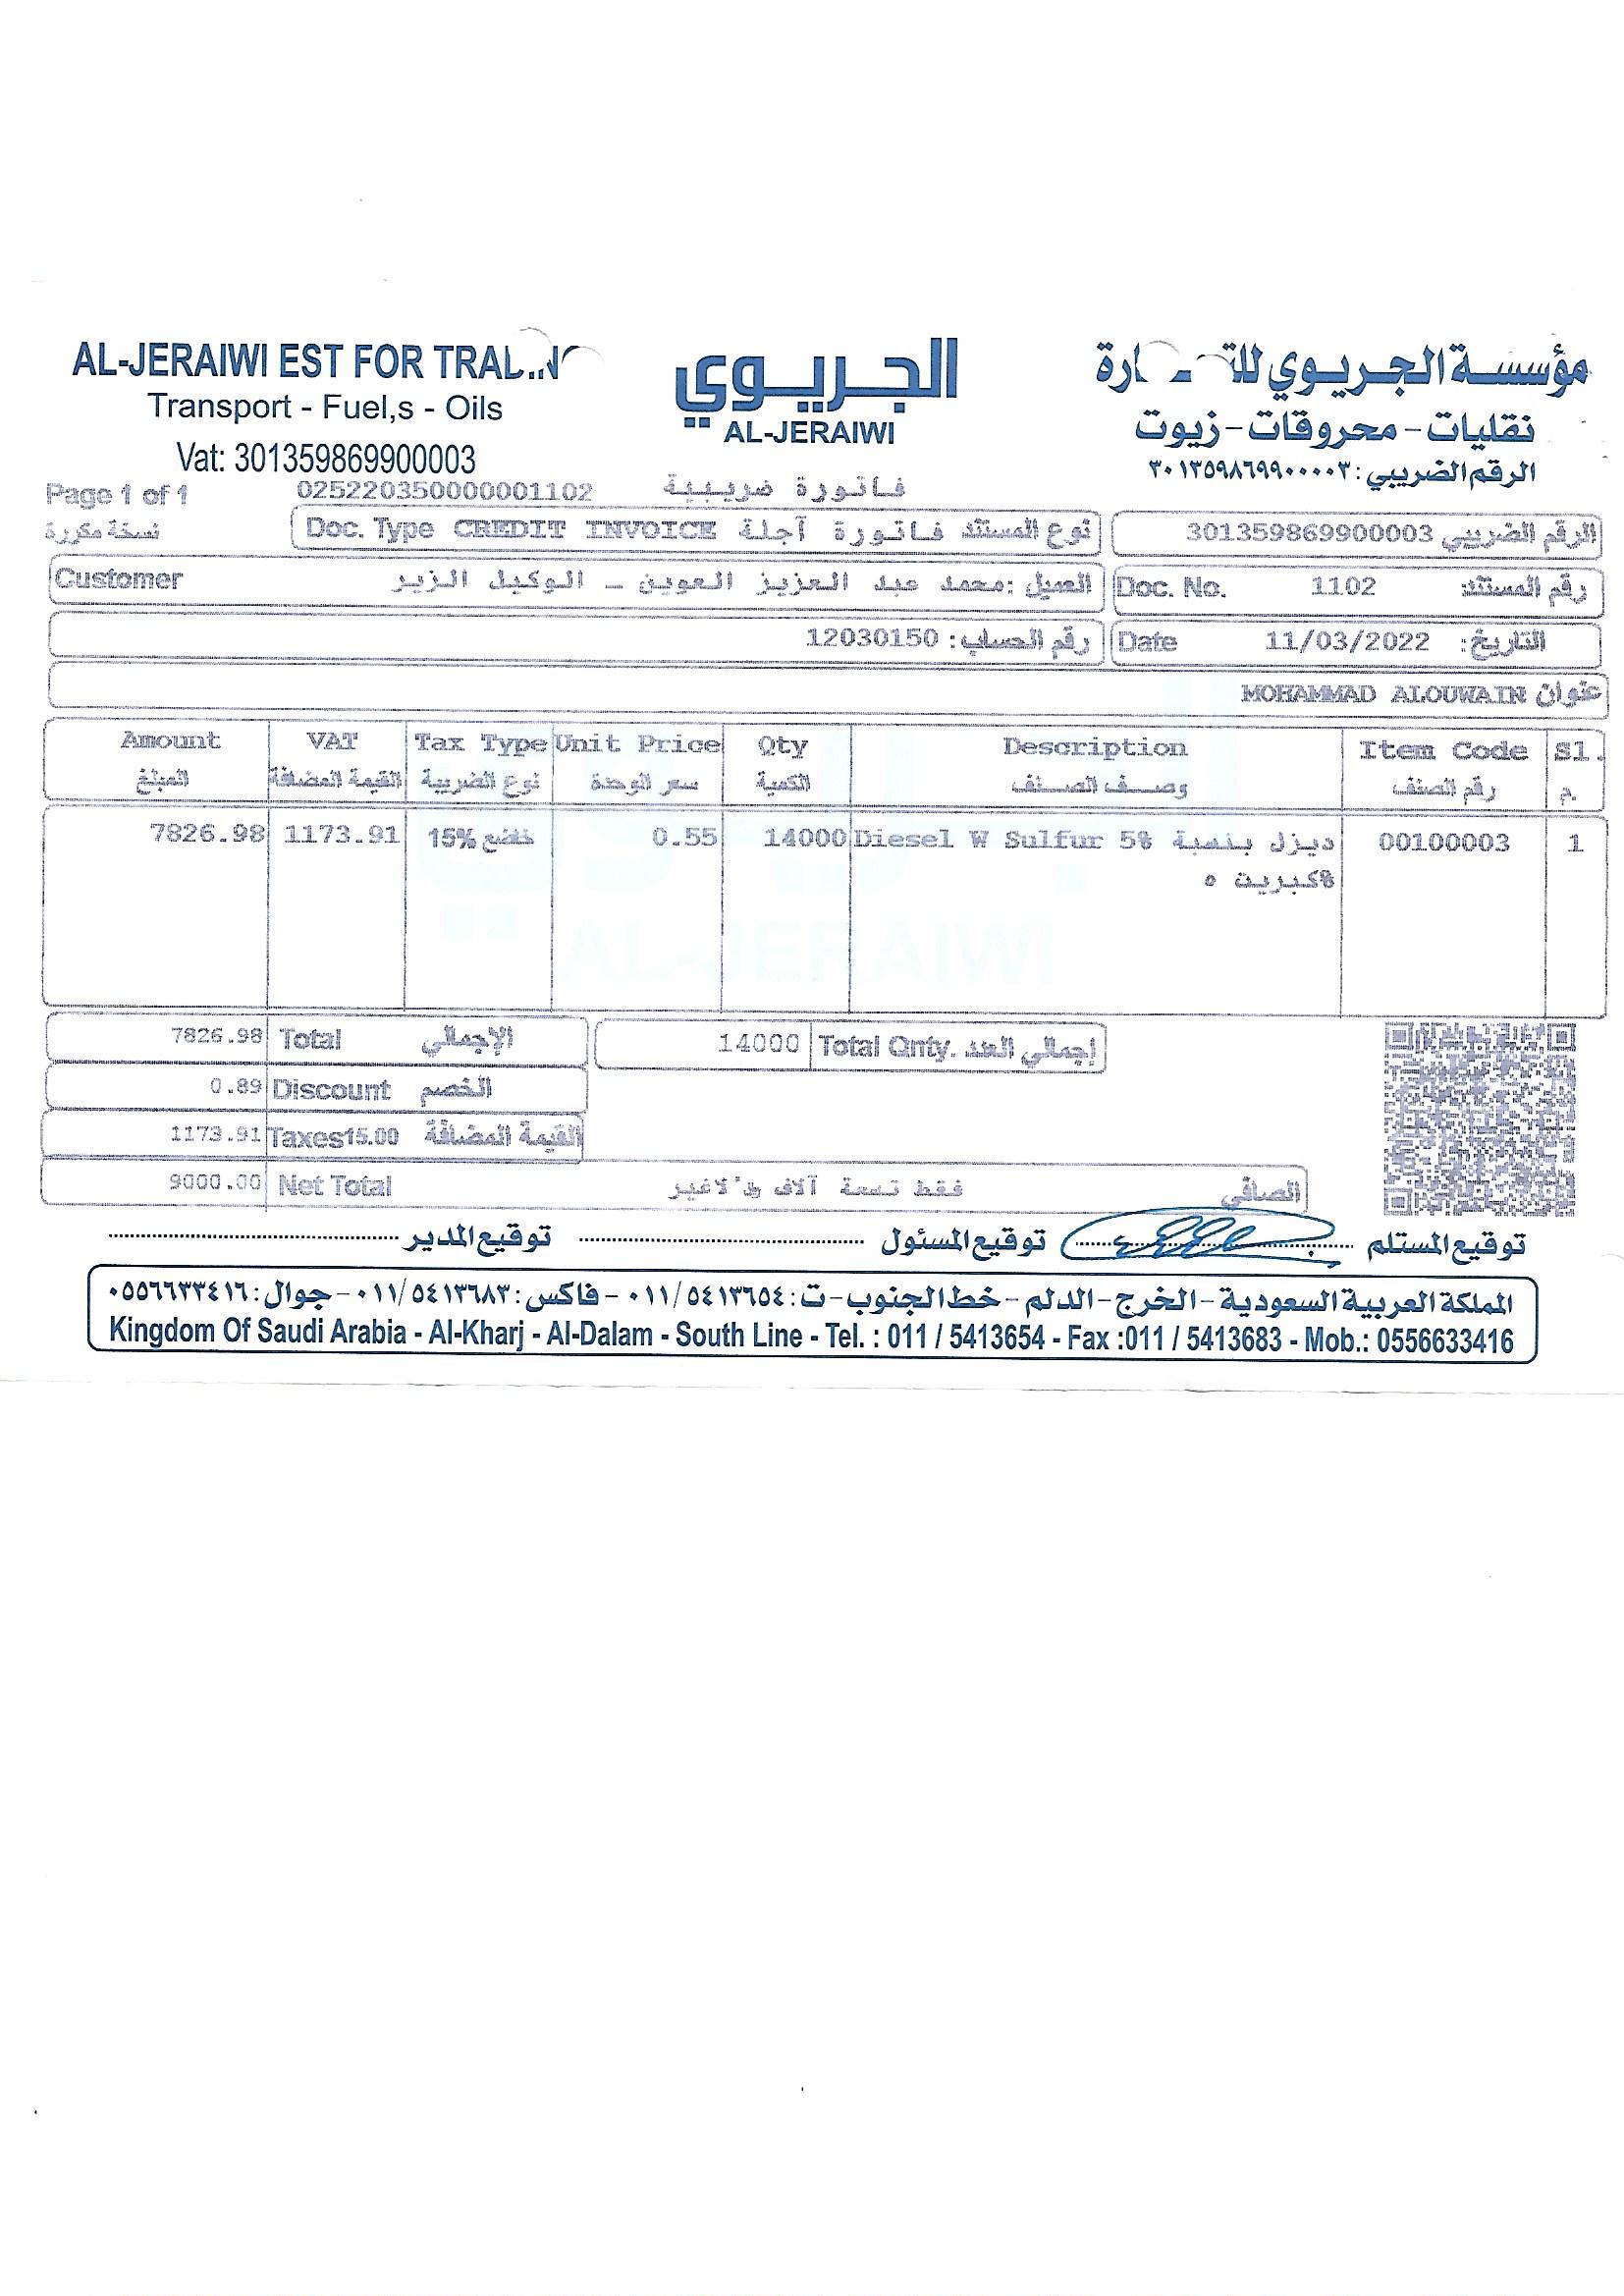 AL-JERAIWI EST FOR TRADING
Transport - Fuel,s - Oils
Vat: 301359869900003
الجريوي
AL-JERAIWI
مؤسسة الجريوي للتجارة
نقليات - محروقات - زيوت
الرقم الضريبي: ٣٠١٣٥٩٨٦٩٩٠٠٠٠٣
Page 1 of 1 025220350000001102 فاتورة ضريبية
نسخة مكررة
Doc. Type CREDIT INVOICE نوع المستند فاتورة آجلة
الرقم الضريبي 301359869900003
Customer العميل: محمد عبد العزيز العوين - الوكيل الزير
Doc. No. 1102 رقم المستند
رقم الحساب: 12030150
Date 11/03/2022 التاريخ:
عنوان MOHAMMAD ALOUWAIN
Amount VAT Tax Type Unit Price Qty Description Item Code Sl.
المبلغ القيمة المضافة نوع الضريبة سعر الوحدة الكمية وصف الصنف رقم الصنف م.
7826.98 1173.91 خاضع 15% 0.55 14000 Diesel W Sulfur 5% ديزل بنسبة 00100003 1
%كبريت ٥
7826.98 Total الإجمالي
14000 Total Qnty. إجمالي العدد
0.89 Discount الخصم
1173.91 Taxes15.00 القيمة المضافة
9000.00 Net Total فقط تسعة آلاف لاغير الصافي
توقيع المستلم توقيع المسئول توقيع المدير
المملكة العربية السعودية - الخرج - الدلم - خط الجنوب - ت: ٠١١/٥٤١٣٦٥٤ - فاكس: ٠١١/٥٤١٣٦٨٣ - جوال: ٠٥٥٦٦٣٣٤١٦
Kingdom Of Saudi Arabia - Al-Kharj - Al-Dalam - South Line - Tel. : 011 / 5413654 - Fax :011 / 5413683 - Mob.: 0556633416